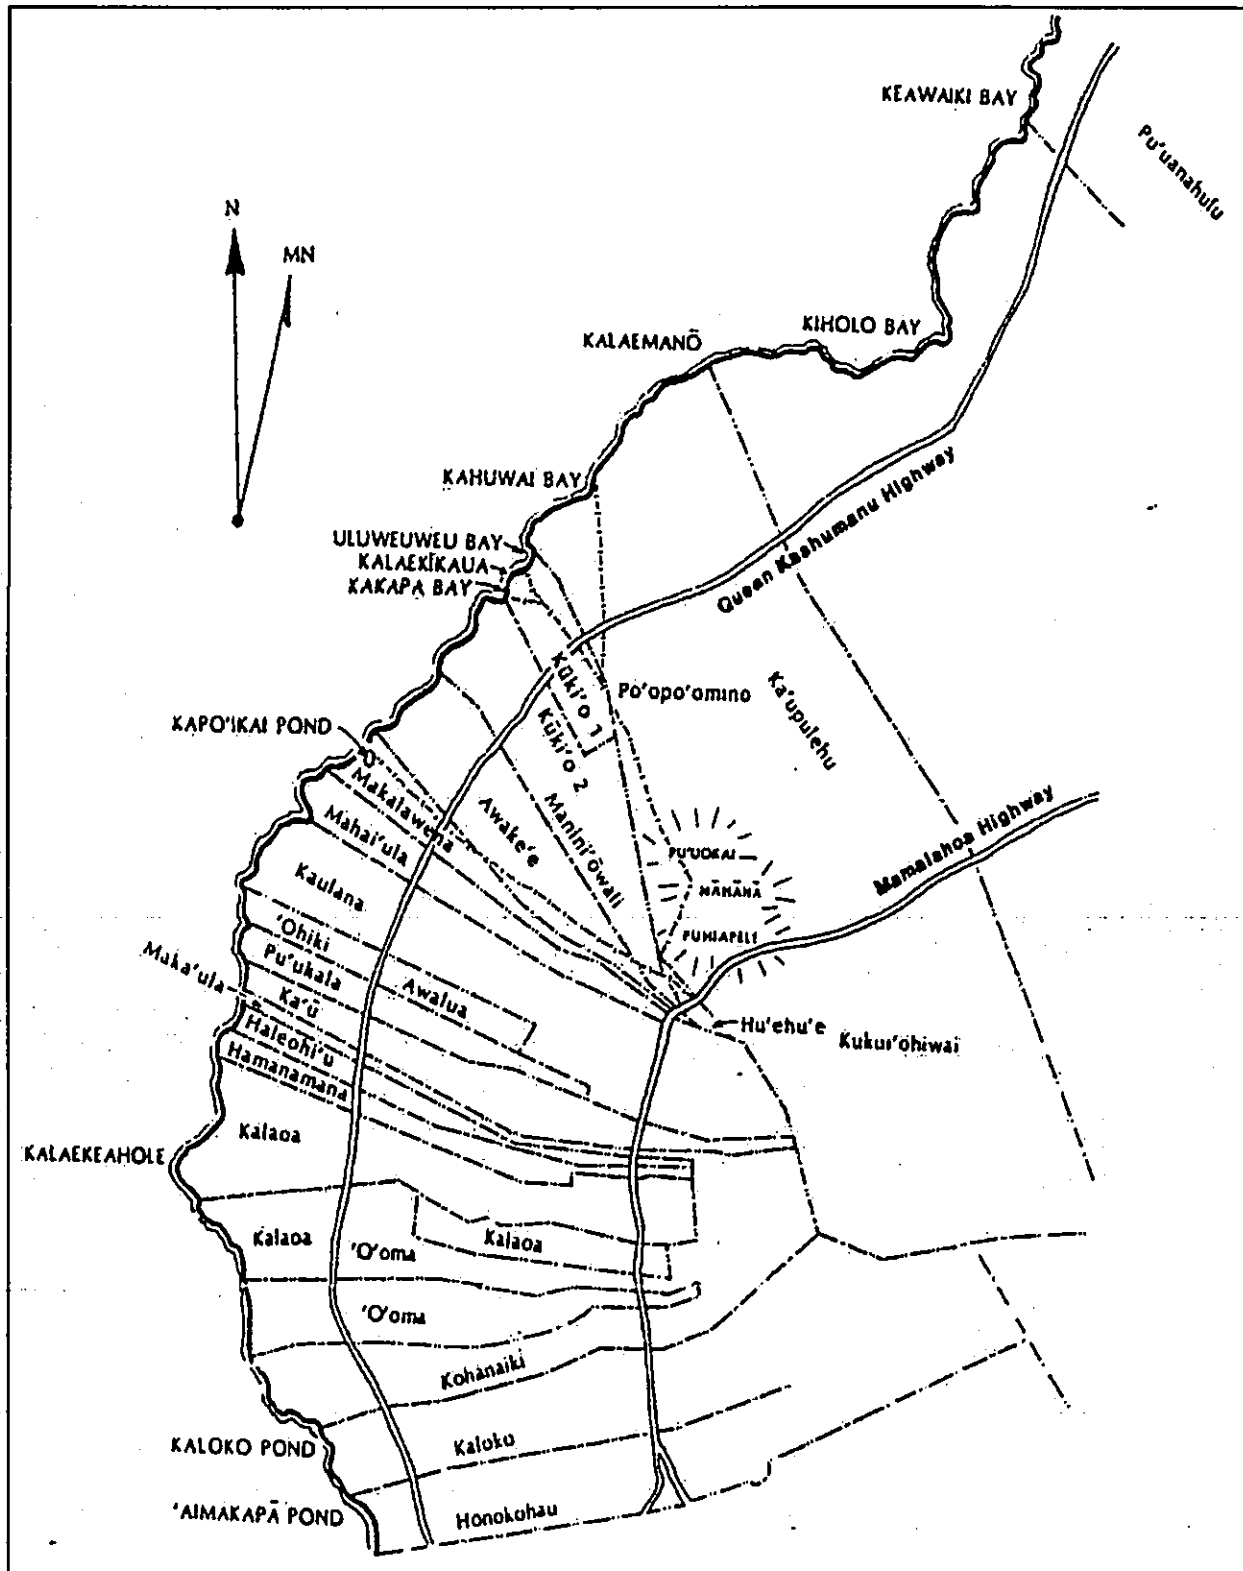 KEAWAIKI BAY
Pu'uanahulu
N
MN
KIHOLO BAY
KALAEMANŌ
KAHUWAI BAY
Queen Kaahumanu Highway
ULUWEUWEU BAY
KALAEKĪKAUA
KAKAPA BAY
Kūki'o 1
Po'opo'omino
Ka'upulehu
KAPO'IKAI POND
Kūki'o 2
Makalawena
Awake'e
Manini'ōwali
Mahai'ula
Mamalahoa Highway
PU'UOKAI
MĀHANĀ
PUHIAPELE
Kaulana
'Ohiki
Maka'ula
Pu'ukala
Awalua
Ka'ū
Haleohi'u
Hamanamana
Hu'ehu'e
Kukui'ohiwai
Kalaoa
KALAEKEAHOLE
Kalaoa
'O'oma
Kalaoa
'O'oma
Kohanaiki
KALOKO POND
Kaloko
'AIMAKAPĀ POND
Honokohau